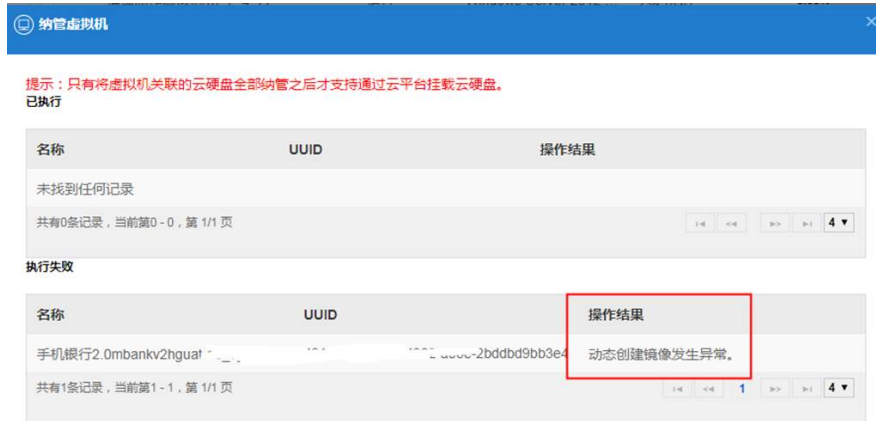 纳管虚拟机
提示：只有将虚拟机关联的云硬盘全部纳管之后才支持通过云平台挂载云硬盘。
已执行
名称 UUID 操作结果
未找到任何记录
共有0条记录，当前第0 - 0，第 1/1 页 4
执行失败
名称 UUID 操作结果
手机银行2.0mbankv2hguat -2bddbd9bb3e4 动态创建镜像发生异常。
共有1条记录，当前第1 - 1，第 1/1 页 1 4